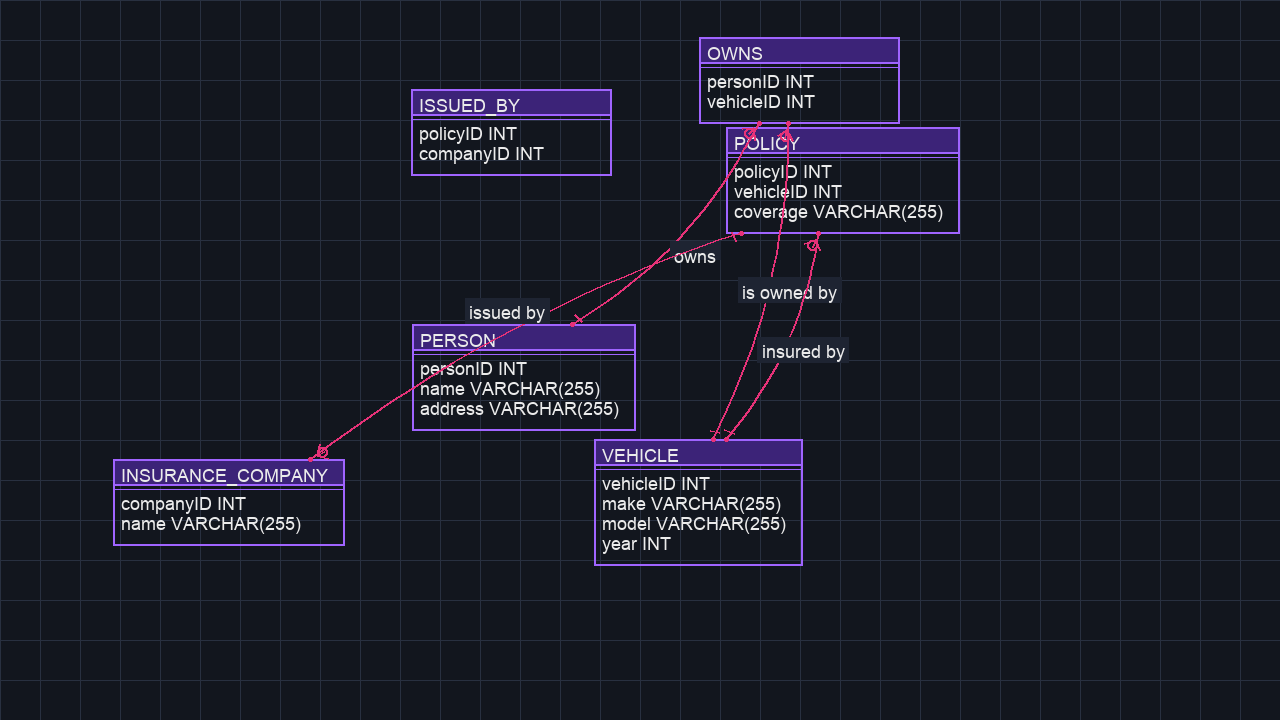 OWNS
personID INT
vehicleID INT
ISSUED_BY
policyID INT
companyID INT
POLICY
policyID INT
vehicleID INT
coverage VARCHAR(255)
owns
is owned by
issued by
insured by
PERSON
personID INT
name VARCHAR(255)
address VARCHAR(255)
INSURANCE_COMPANY
companyID INT
name VARCHAR(255)
VEHICLE
vehicleID INT
make VARCHAR(255)
model VARCHAR(255)
year INT